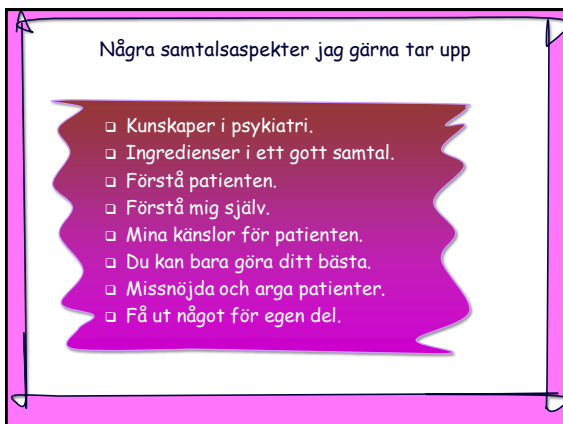 Några samtalsaspekter jag gärna tar upp
❑ Kunskaper i psykiatri.
❑ Ingredienser i ett gott samtal.
❑ Förstå patienten.
❑ Förstå mig själv.
❑ Mina känslor för patienten.
❑ Du kan bara göra ditt bästa.
❑ Missnöjda och arga patienter.
❑ Få ut något för egen del.